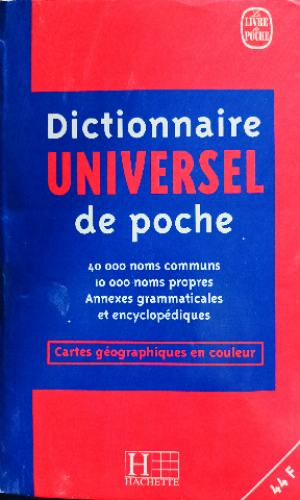 Le
LIVRE
de
POCHE
Dictionnaire
UNIVERSEL
de poche
40 000 noms communs
10 000 noms propres
Annexes grammaticales
et encyclopédiques
Cartes géographiques en couleur
H
HACHETTE
44 F